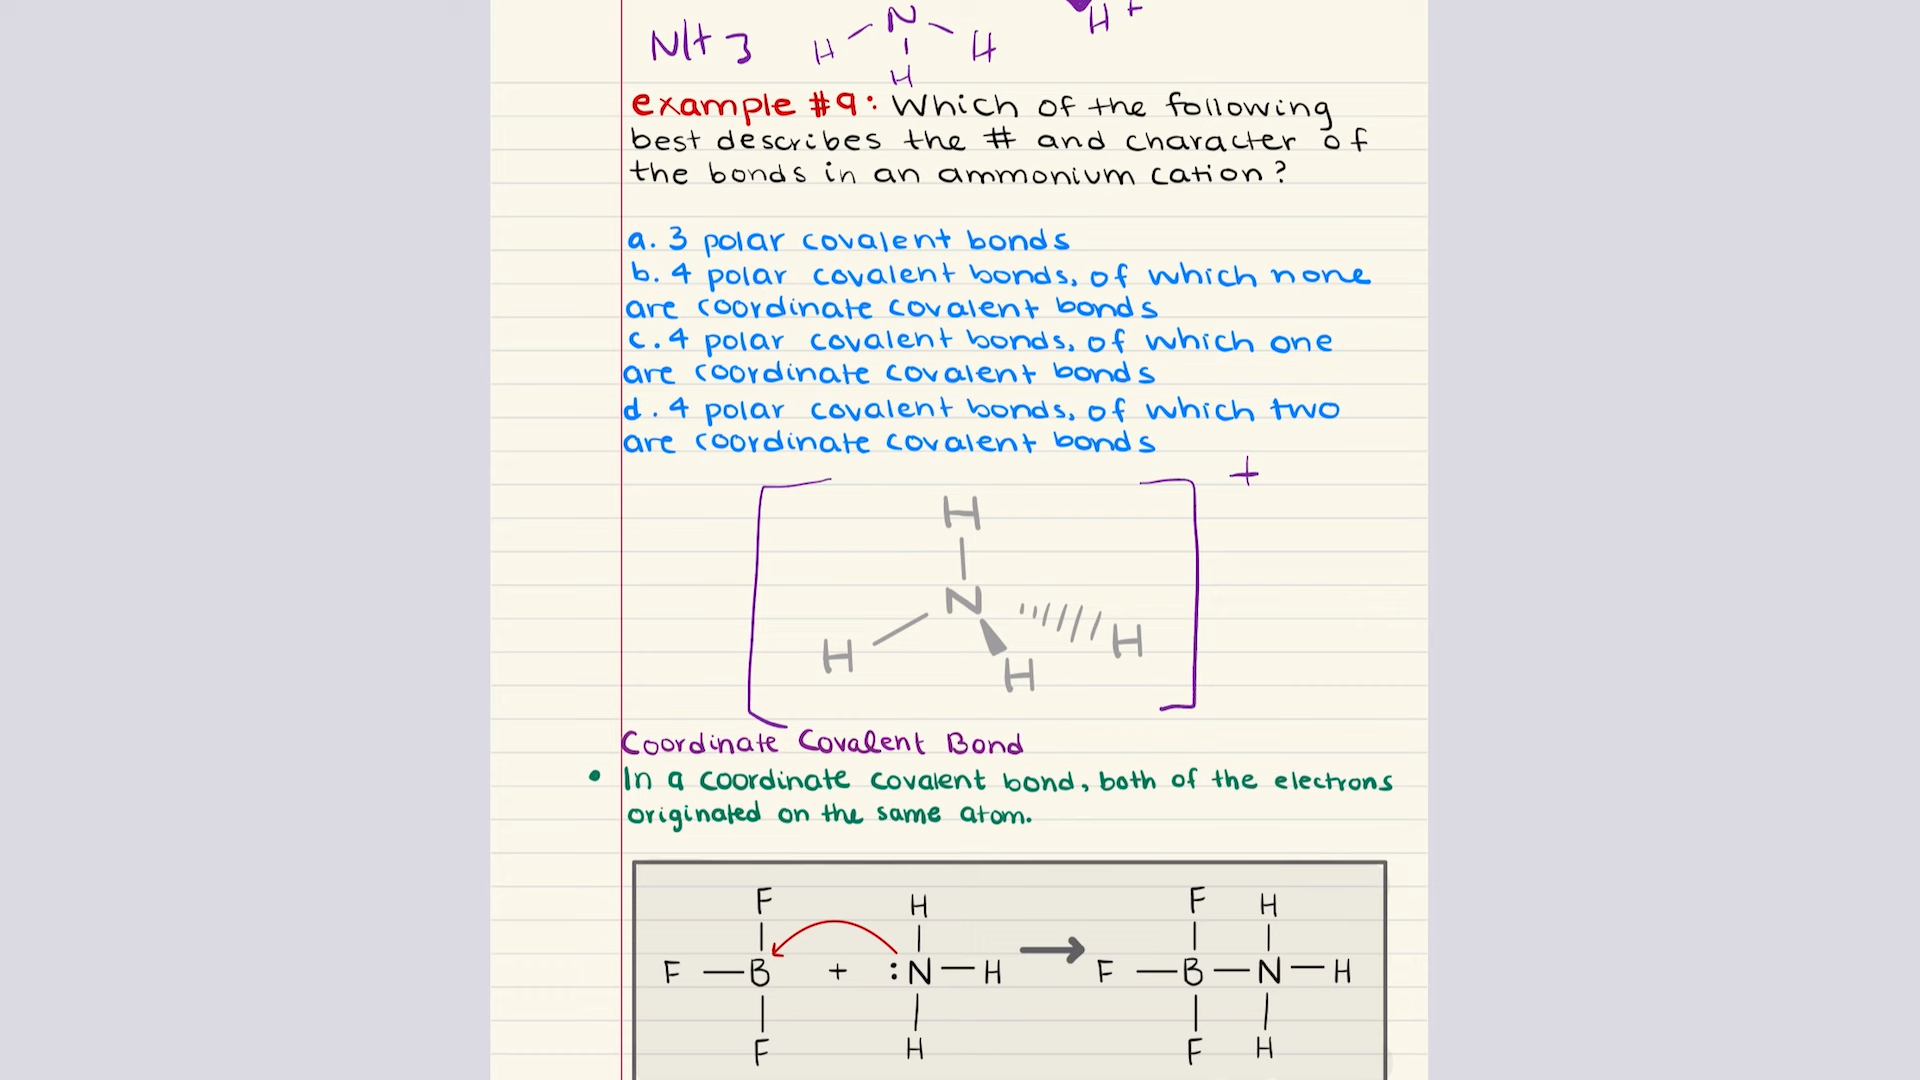 N
NH3 H H H+
H
example #9: Which of the following
best describes the # and character of
the bonds in an ammonium cation?
a. 3 polar covalent bonds
b. 4 polar covalent bonds, of which none
are coordinate covalent bonds
c. 4 polar covalent bonds, of which one
are coordinate covalent bonds
d. 4 polar covalent bonds, of which two
are coordinate covalent bonds
+
H
N
H H
H
Coordinate Covalent Bond
• In a coordinate covalent bond, both of the electrons
originated on the same atom.
F H F H
F B + :N H F B N H
F H F H